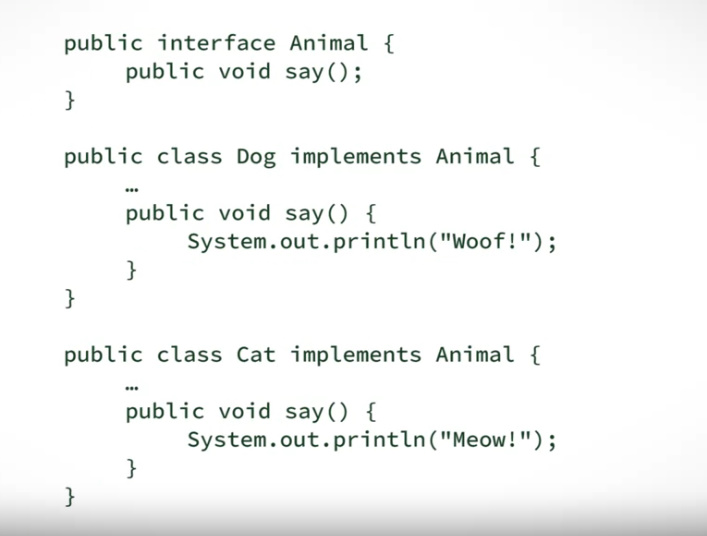 public interface Animal {
public void say();
}
public class Dog implements Animal {
…
public void say() {
System.out.println("Woof!");
}
}
public class Cat implements Animal {
…
public void say() {
System.out.println("Meow!");
}
}